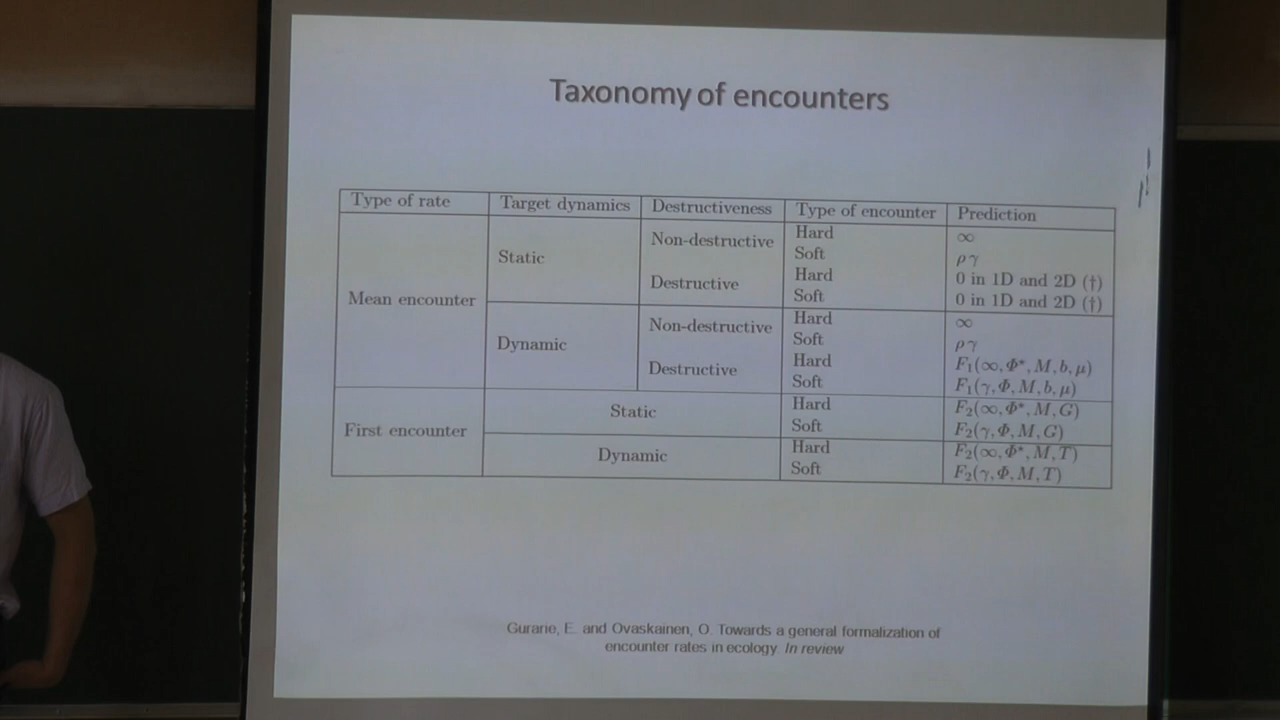 Taxonomy of encounters
Type of rate Target dynamics Destructiveness Type of encounter Prediction
Mean encounter Static Non-destructive Hard ∞
Soft ργ
Destructive Hard 0 in 1D and 2D (†)
Soft 0 in 1D and 2D (†)
Dynamic Non-destructive Hard ∞
Soft ργ
Destructive Hard F₁(∞, Φ*, M, b, μ)
Soft F₁(γ, Φ, M, b, μ)
First encounter Static Hard F₂(∞, Φ*, M, G)
Soft F₂(γ, Φ, M, G)
Dynamic Hard F₂(∞, Φ*, M, T)
Soft F₂(γ, Φ, M, T)
Gurarie, E. and Ovaskainen, O. Towards a general formalization of
encounter rates in ecology. In review